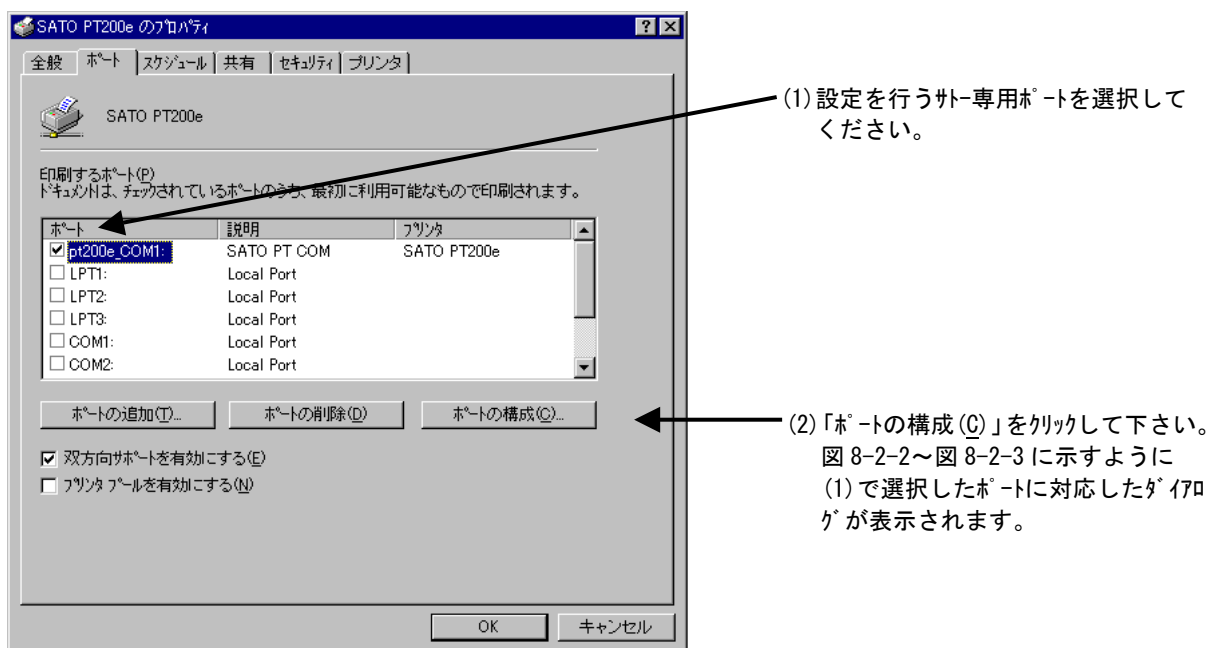 SATO PT200e のﾌﾟﾛﾊﾟﾃｨ
全般 ﾎﾟｰﾄ ｽｹｼﾞｭｰﾙ 共有 ｾｷｭﾘﾃｨ プリンタ
SATO PT200e
(1)設定を行うｻﾄｰ専用ﾎﾟｰﾄを選択して
ください。
印刷するﾎﾟｰﾄ(P)
ﾄﾞｷｭﾒﾝﾄは、ﾁｪｯｸされているﾎﾟｰﾄのうち、最初に利用可能なもので印刷されます。
ﾎﾟｰﾄ 説明 ﾌﾟﾘﾝﾀ
pt200e_COM1: SATO PT COM SATO PT200e
LPT1: Local Port
LPT2: Local Port
LPT3: Local Port
COM1: Local Port
COM2: Local Port
ﾎﾟｰﾄの追加(T)... ﾎﾟｰﾄの削除(D) ﾎﾟｰﾄの構成(C)...
(2)「ﾎﾟｰﾄの構成(C)」をｸﾘｯｸして下さい。
図 8-2-2～図 8-2-3 に示すように
(1)で選択したﾎﾟｰﾄに対応したﾀﾞｲｱﾛ
ｸﾞが表示されます。
双方向ｻﾎﾟｰﾄを有効にする(E)
ﾌﾟﾘﾝﾀ ﾌﾟｰﾙを有効にする(N)
OK キャンセル